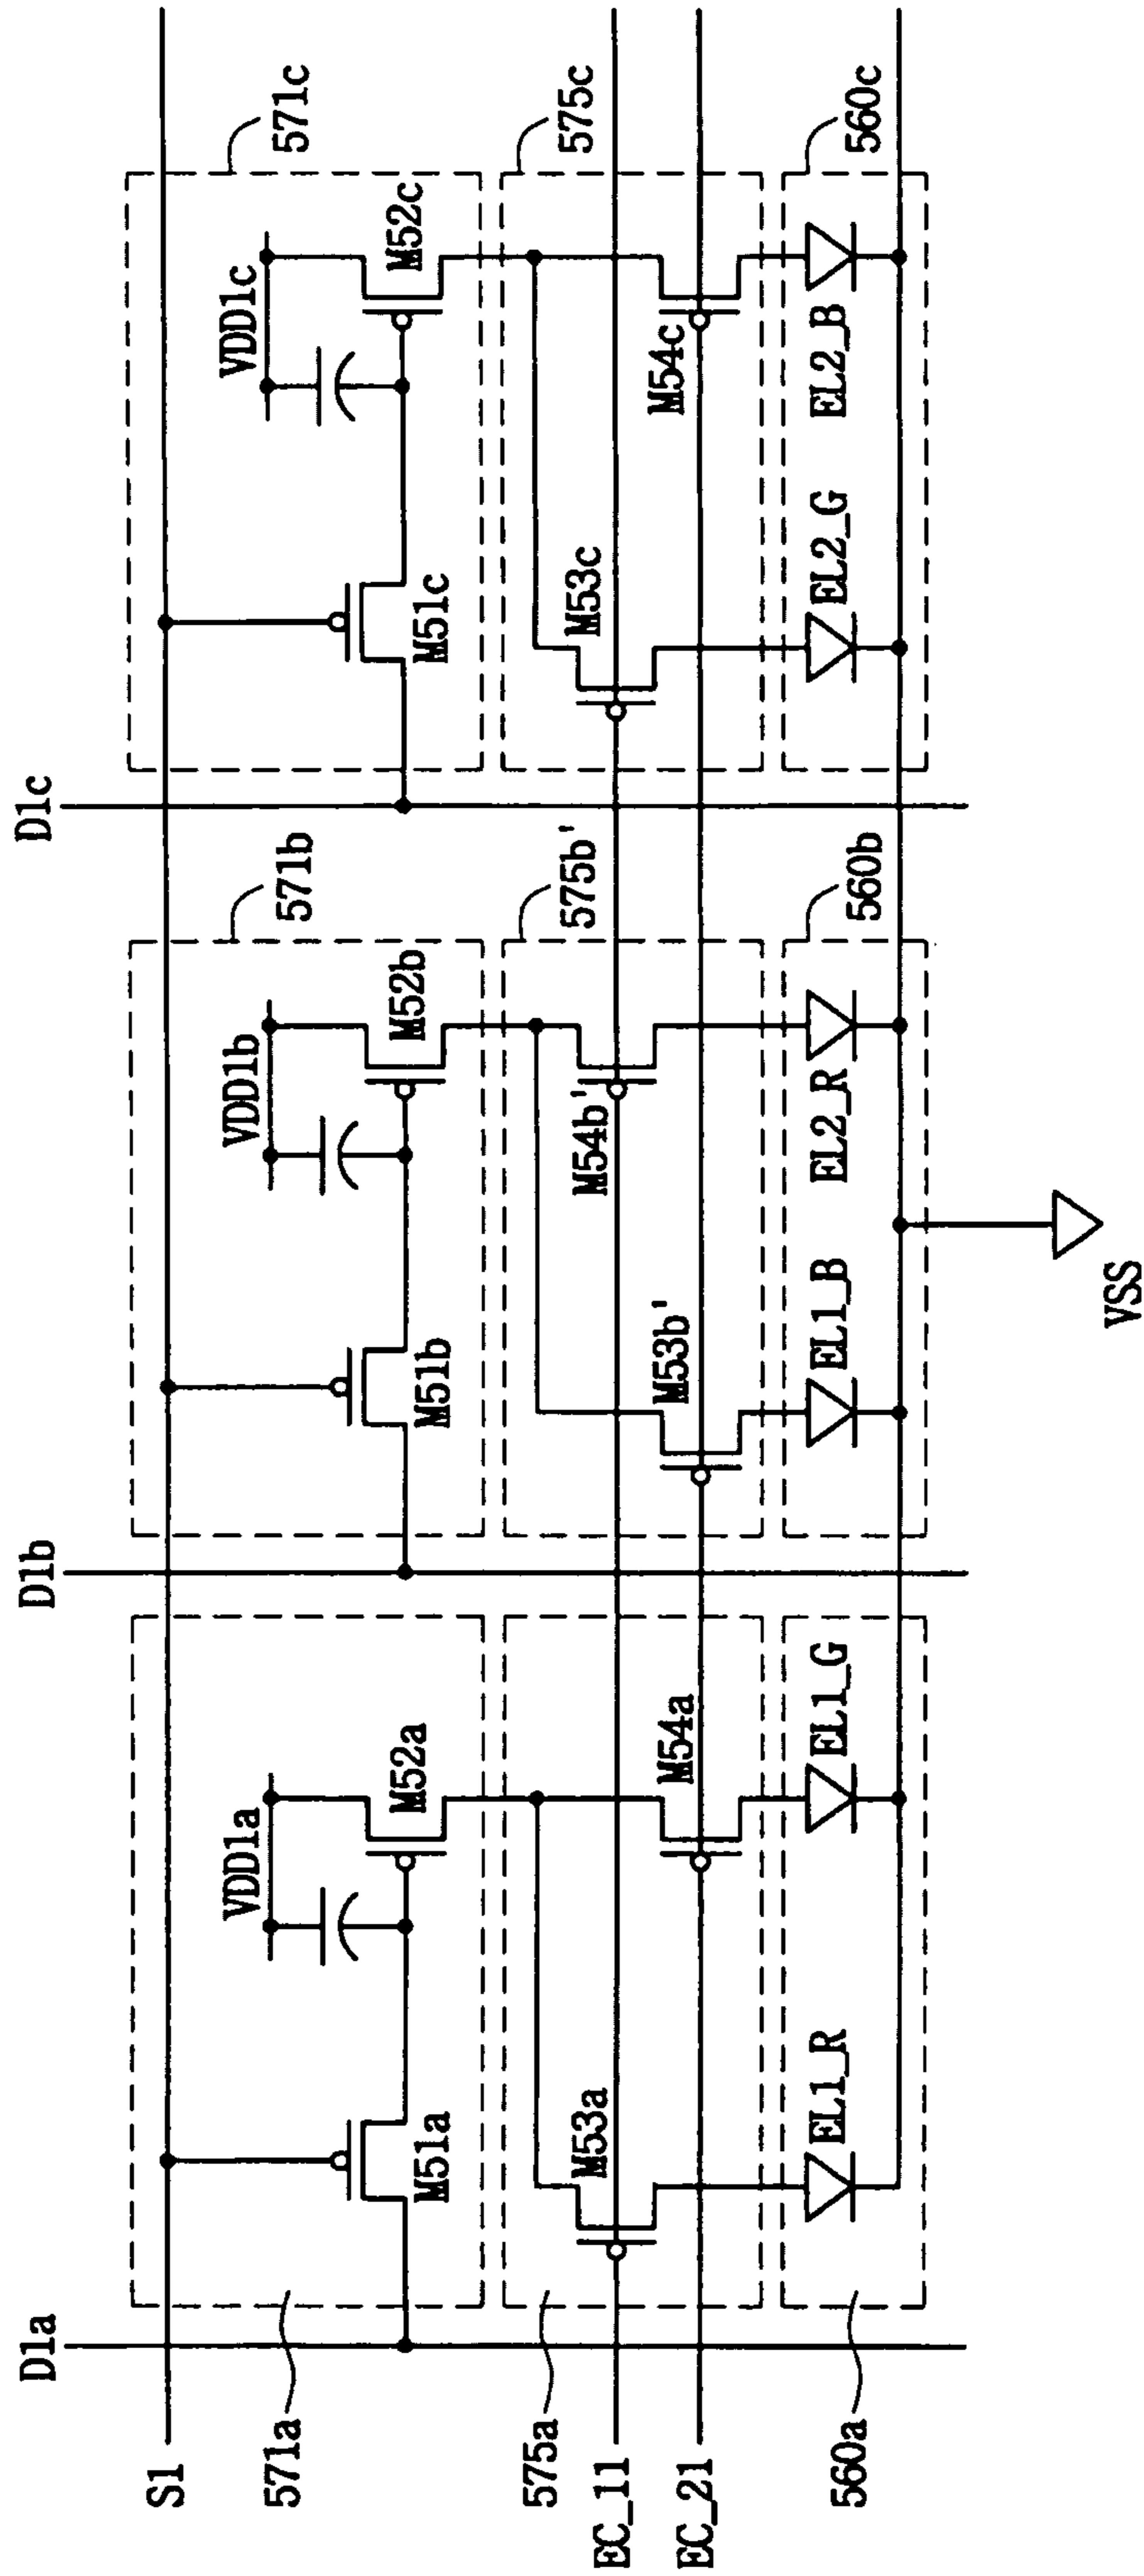 D1a
D1b
D1c
S1
571a
571b
571c
VDD1a
VDD1b
VDD1c
M52a
M52b
M52c
M51a
M51b
M51c
575a
575b'
575c
M53a
M54b'
M53c
EC_11
M54a
M53b'
M54c
EC_21
EL1_R
EL1_G
EL1_B
EL2_R
EL2_G
EL2_B
560a
560b
560c
VSS